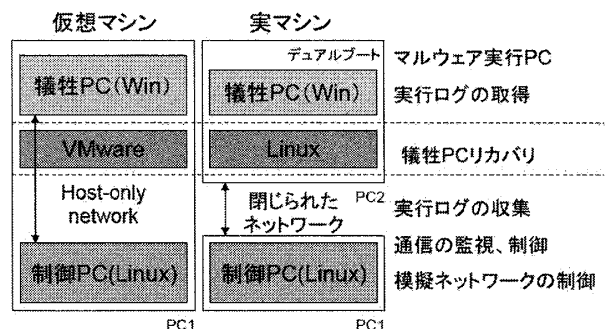 仮想マシン
実マシン
デュアルブート
マルウェア実行PC
犠牲PC(Win)
犠牲PC(Win)
実行ログの取得
VMware
Linux
犠牲PCリカバリ
Host-only
network
閉じられた
ネットワーク
PC2
実行ログの収集
通信の監視、制御
制御PC(Linux)
制御PC(Linux)
模擬ネットワークの制御
PC1
PC1